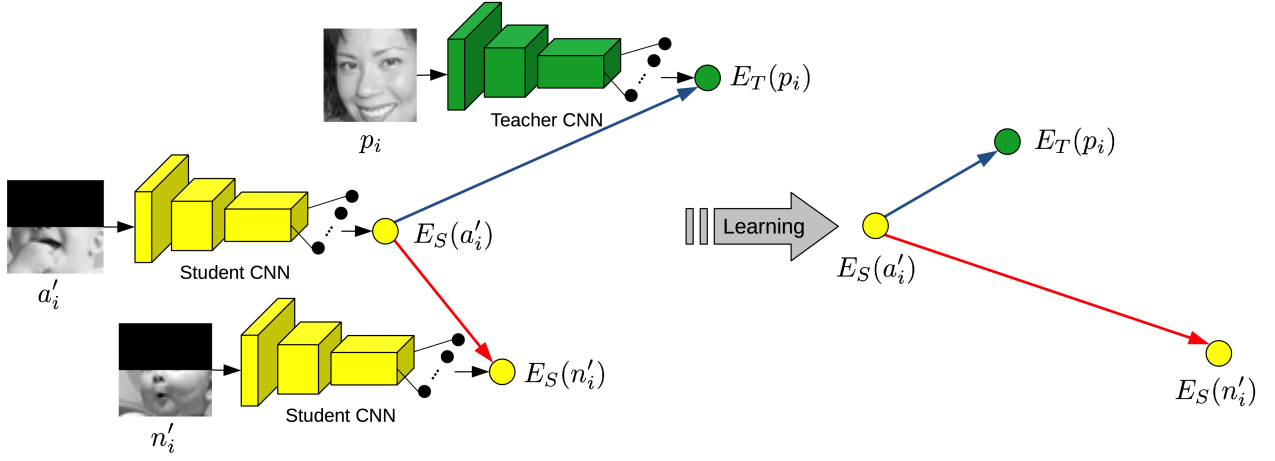 E_T(p_i)
Teacher CNN
p_i
E_T(p_i)
Learning
E_S(a'_i)
Student CNN
a'_i
E_S(a'_i)
E_S(n'_i)
Student CNN
n'_i
E_S(n'_i)